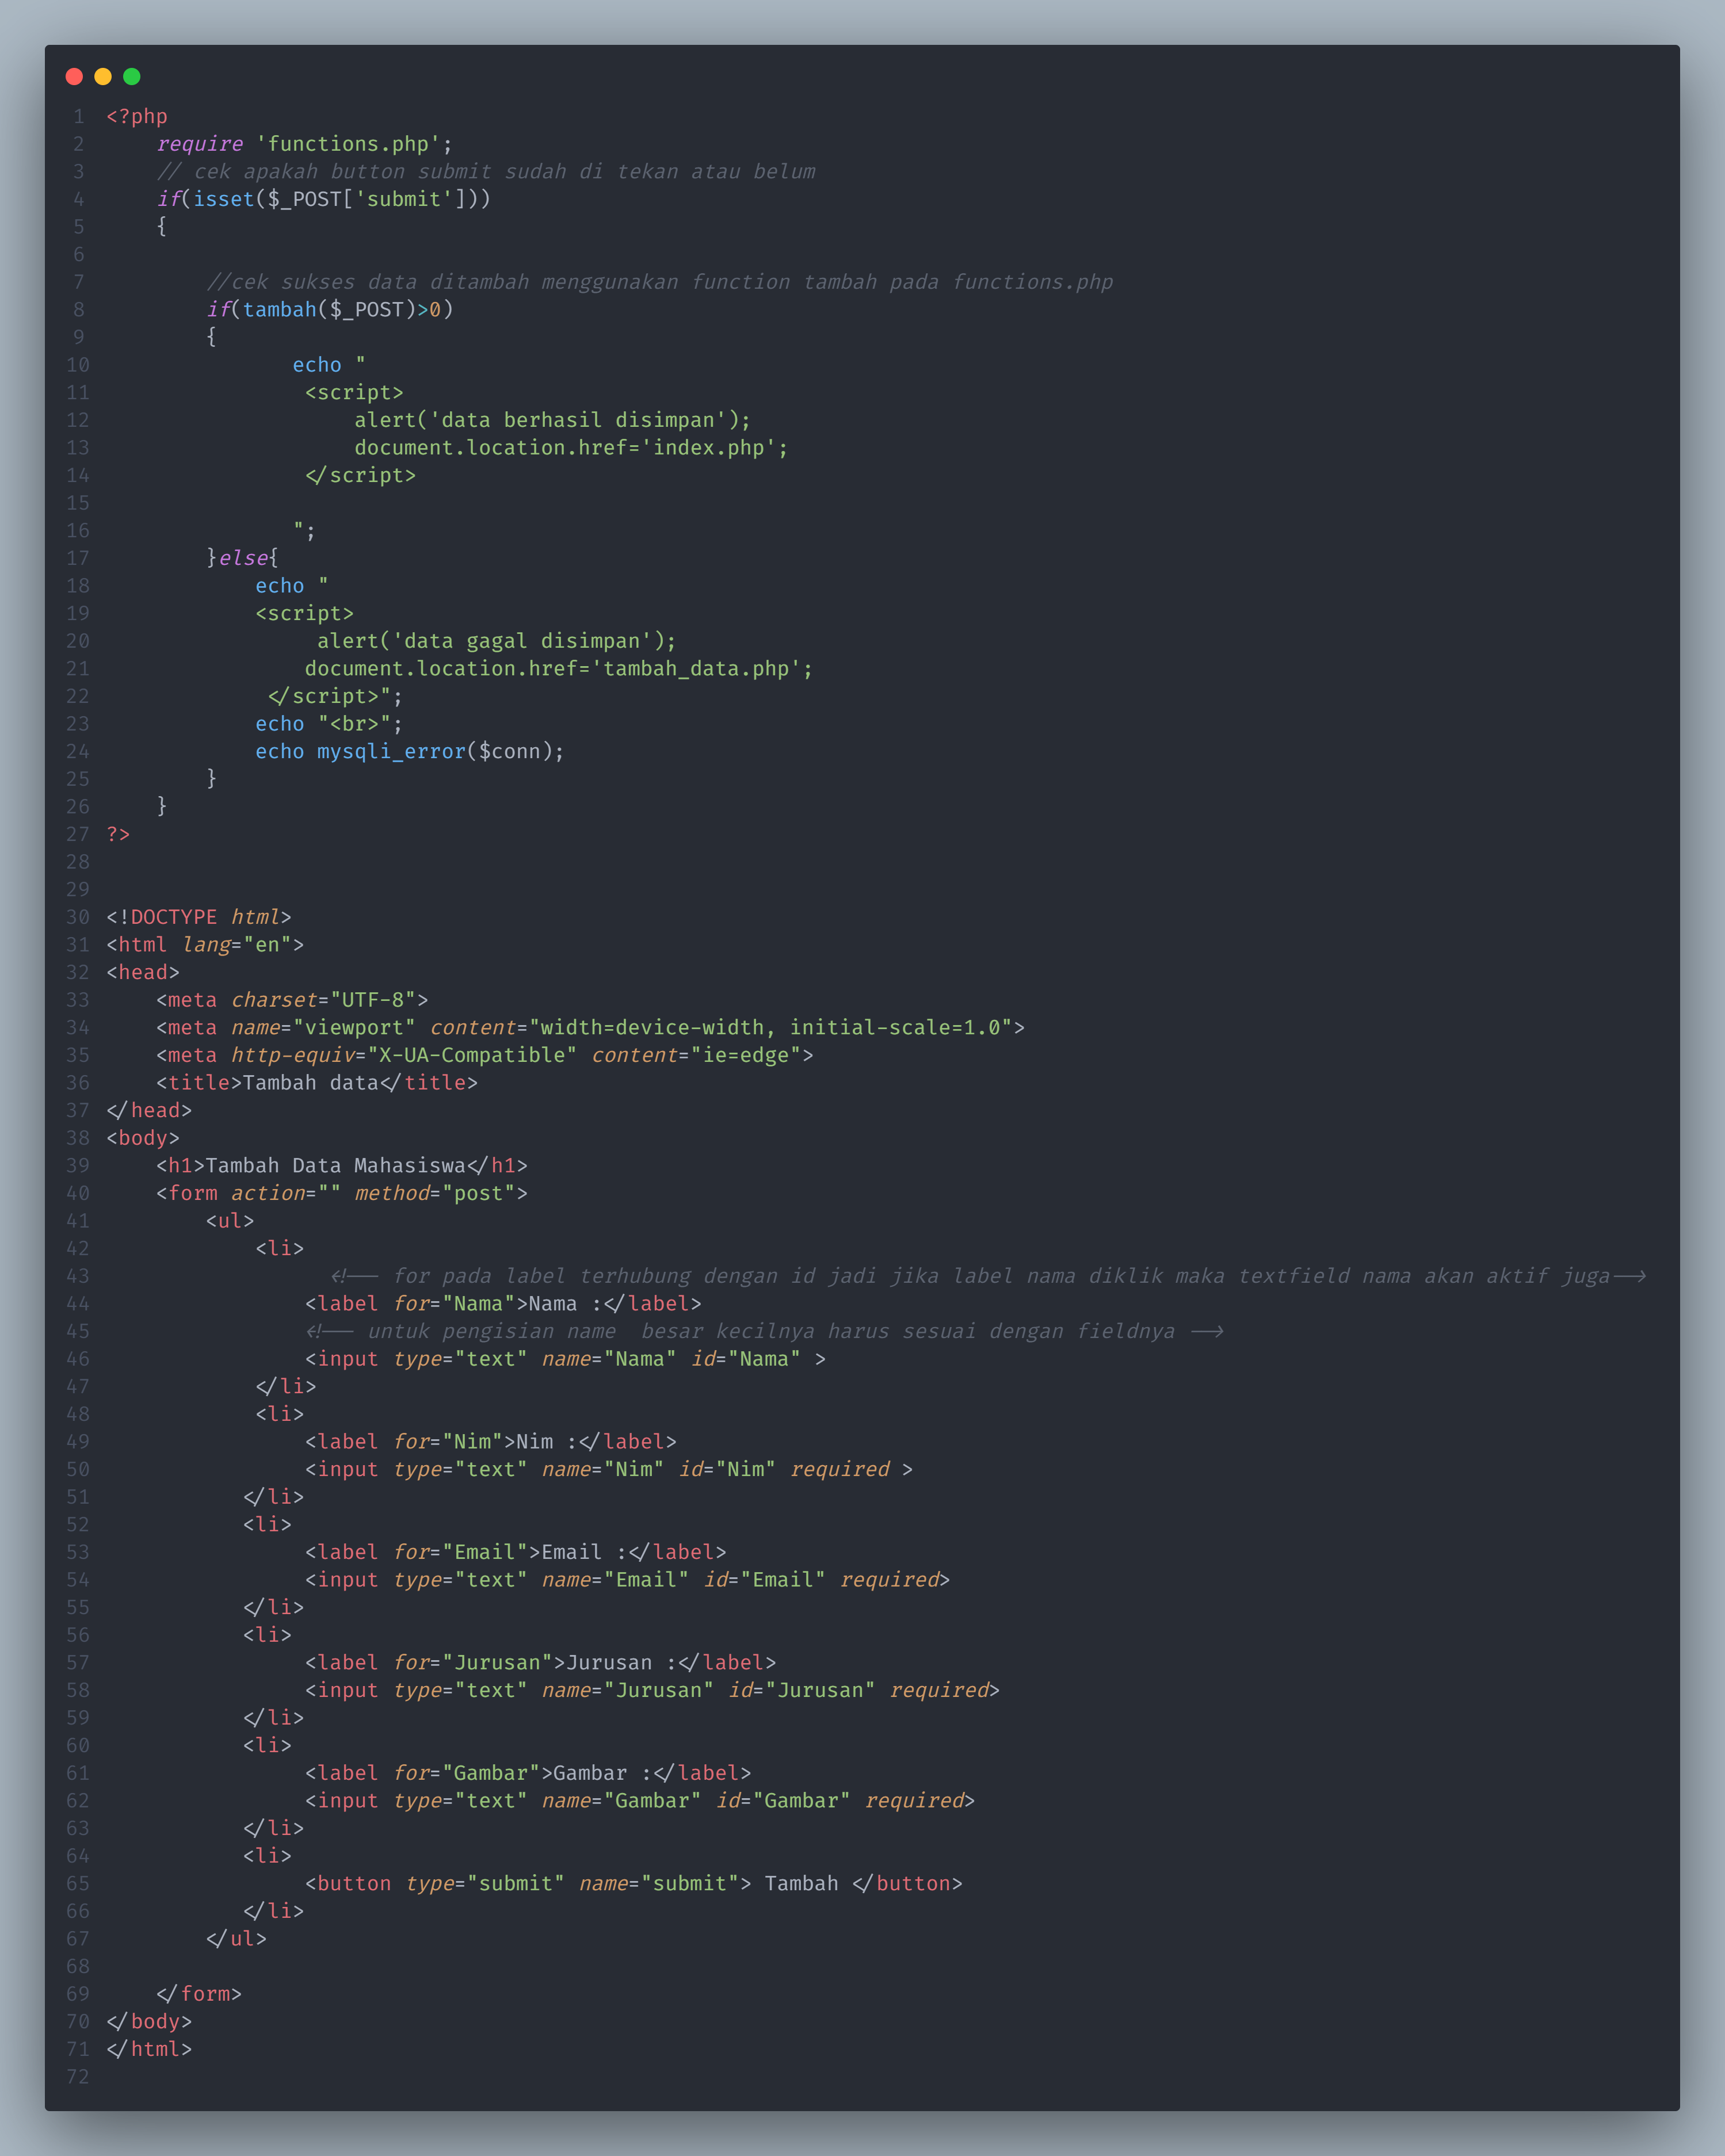 1 <?php
2     require 'functions.php';
3     // cek apakah button submit sudah di tekan atau belum
4     if(isset($_POST['submit']))
5     {
6
7         //cek sukses data ditambah menggunakan function tambah pada functions.php
8         if(tambah($_POST)>0)
9         {
10                echo "
11                 <script>
12                     alert('data berhasil disimpan');
13                     document.location.href='index.php';
14                 </script>
15
16                ";
17         }else{
18             echo "
19             <script>
20                  alert('data gagal disimpan');
21                 document.location.href='tambah_data.php';
22              </script>";
23             echo "<br>";
24             echo mysqli_error($conn);
25         }
26     }
27 ?>
28
29
30 <!DOCTYPE html>
31 <html lang="en">
32 <head>
33     <meta charset="UTF-8">
34     <meta name="viewport" content="width=device-width, initial-scale=1.0">
35     <meta http-equiv="X-UA-Compatible" content="ie=edge">
36     <title>Tambah data</title>
37 </head>
38 <body>
39     <h1>Tambah Data Mahasiswa</h1>
40     <form action="" method="post">
41         <ul>
42             <li>
43                   <!-- for pada label terhubung dengan id jadi jika label nama diklik maka textfield nama akan aktif juga-->
44                 <label for="Nama">Nama :</label>
45                 <!-- untuk pengisian name  besar kecilnya harus sesuai dengan fieldnya -->
46                 <input type="text" name="Nama" id="Nama" >
47             </li>
48             <li>
49                 <label for="Nim">Nim :</label>
50                 <input type="text" name="Nim" id="Nim" required >
51            </li>
52            <li>
53                 <label for="Email">Email :</label>
54                 <input type="text" name="Email" id="Email" required>
55            </li>
56            <li>
57                 <label for="Jurusan">Jurusan :</label>
58                 <input type="text" name="Jurusan" id="Jurusan" required>
59            </li>
60            <li>
61                 <label for="Gambar">Gambar :</label>
62                 <input type="text" name="Gambar" id="Gambar" required>
63            </li>
64            <li>
65                 <button type="submit" name="submit"> Tambah </button>
66            </li>
67         </ul>
68
69     </form>
70 </body>
71 </html>
72